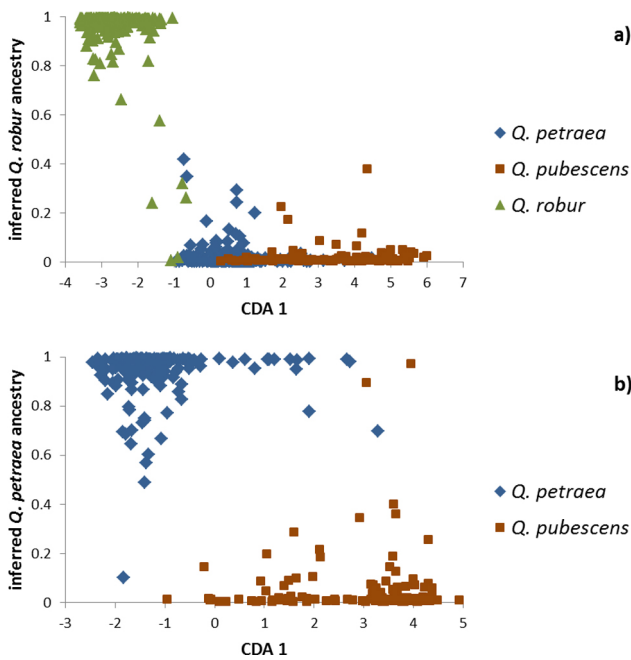 a)
inferred Q. robur ancestry
1
0.8
0.6
0.4
0.2
0
-4 -3 -2 -1 0 1 2 3 4 5 6 7
CDA 1
Q. petraea
Q. pubescens
Q. robur
b)
inferred Q. petraea ancestry
1
0.8
0.6
0.4
0.2
0
-3 -2 -1 0 1 2 3 4 5
CDA 1
Q. petraea
Q. pubescens